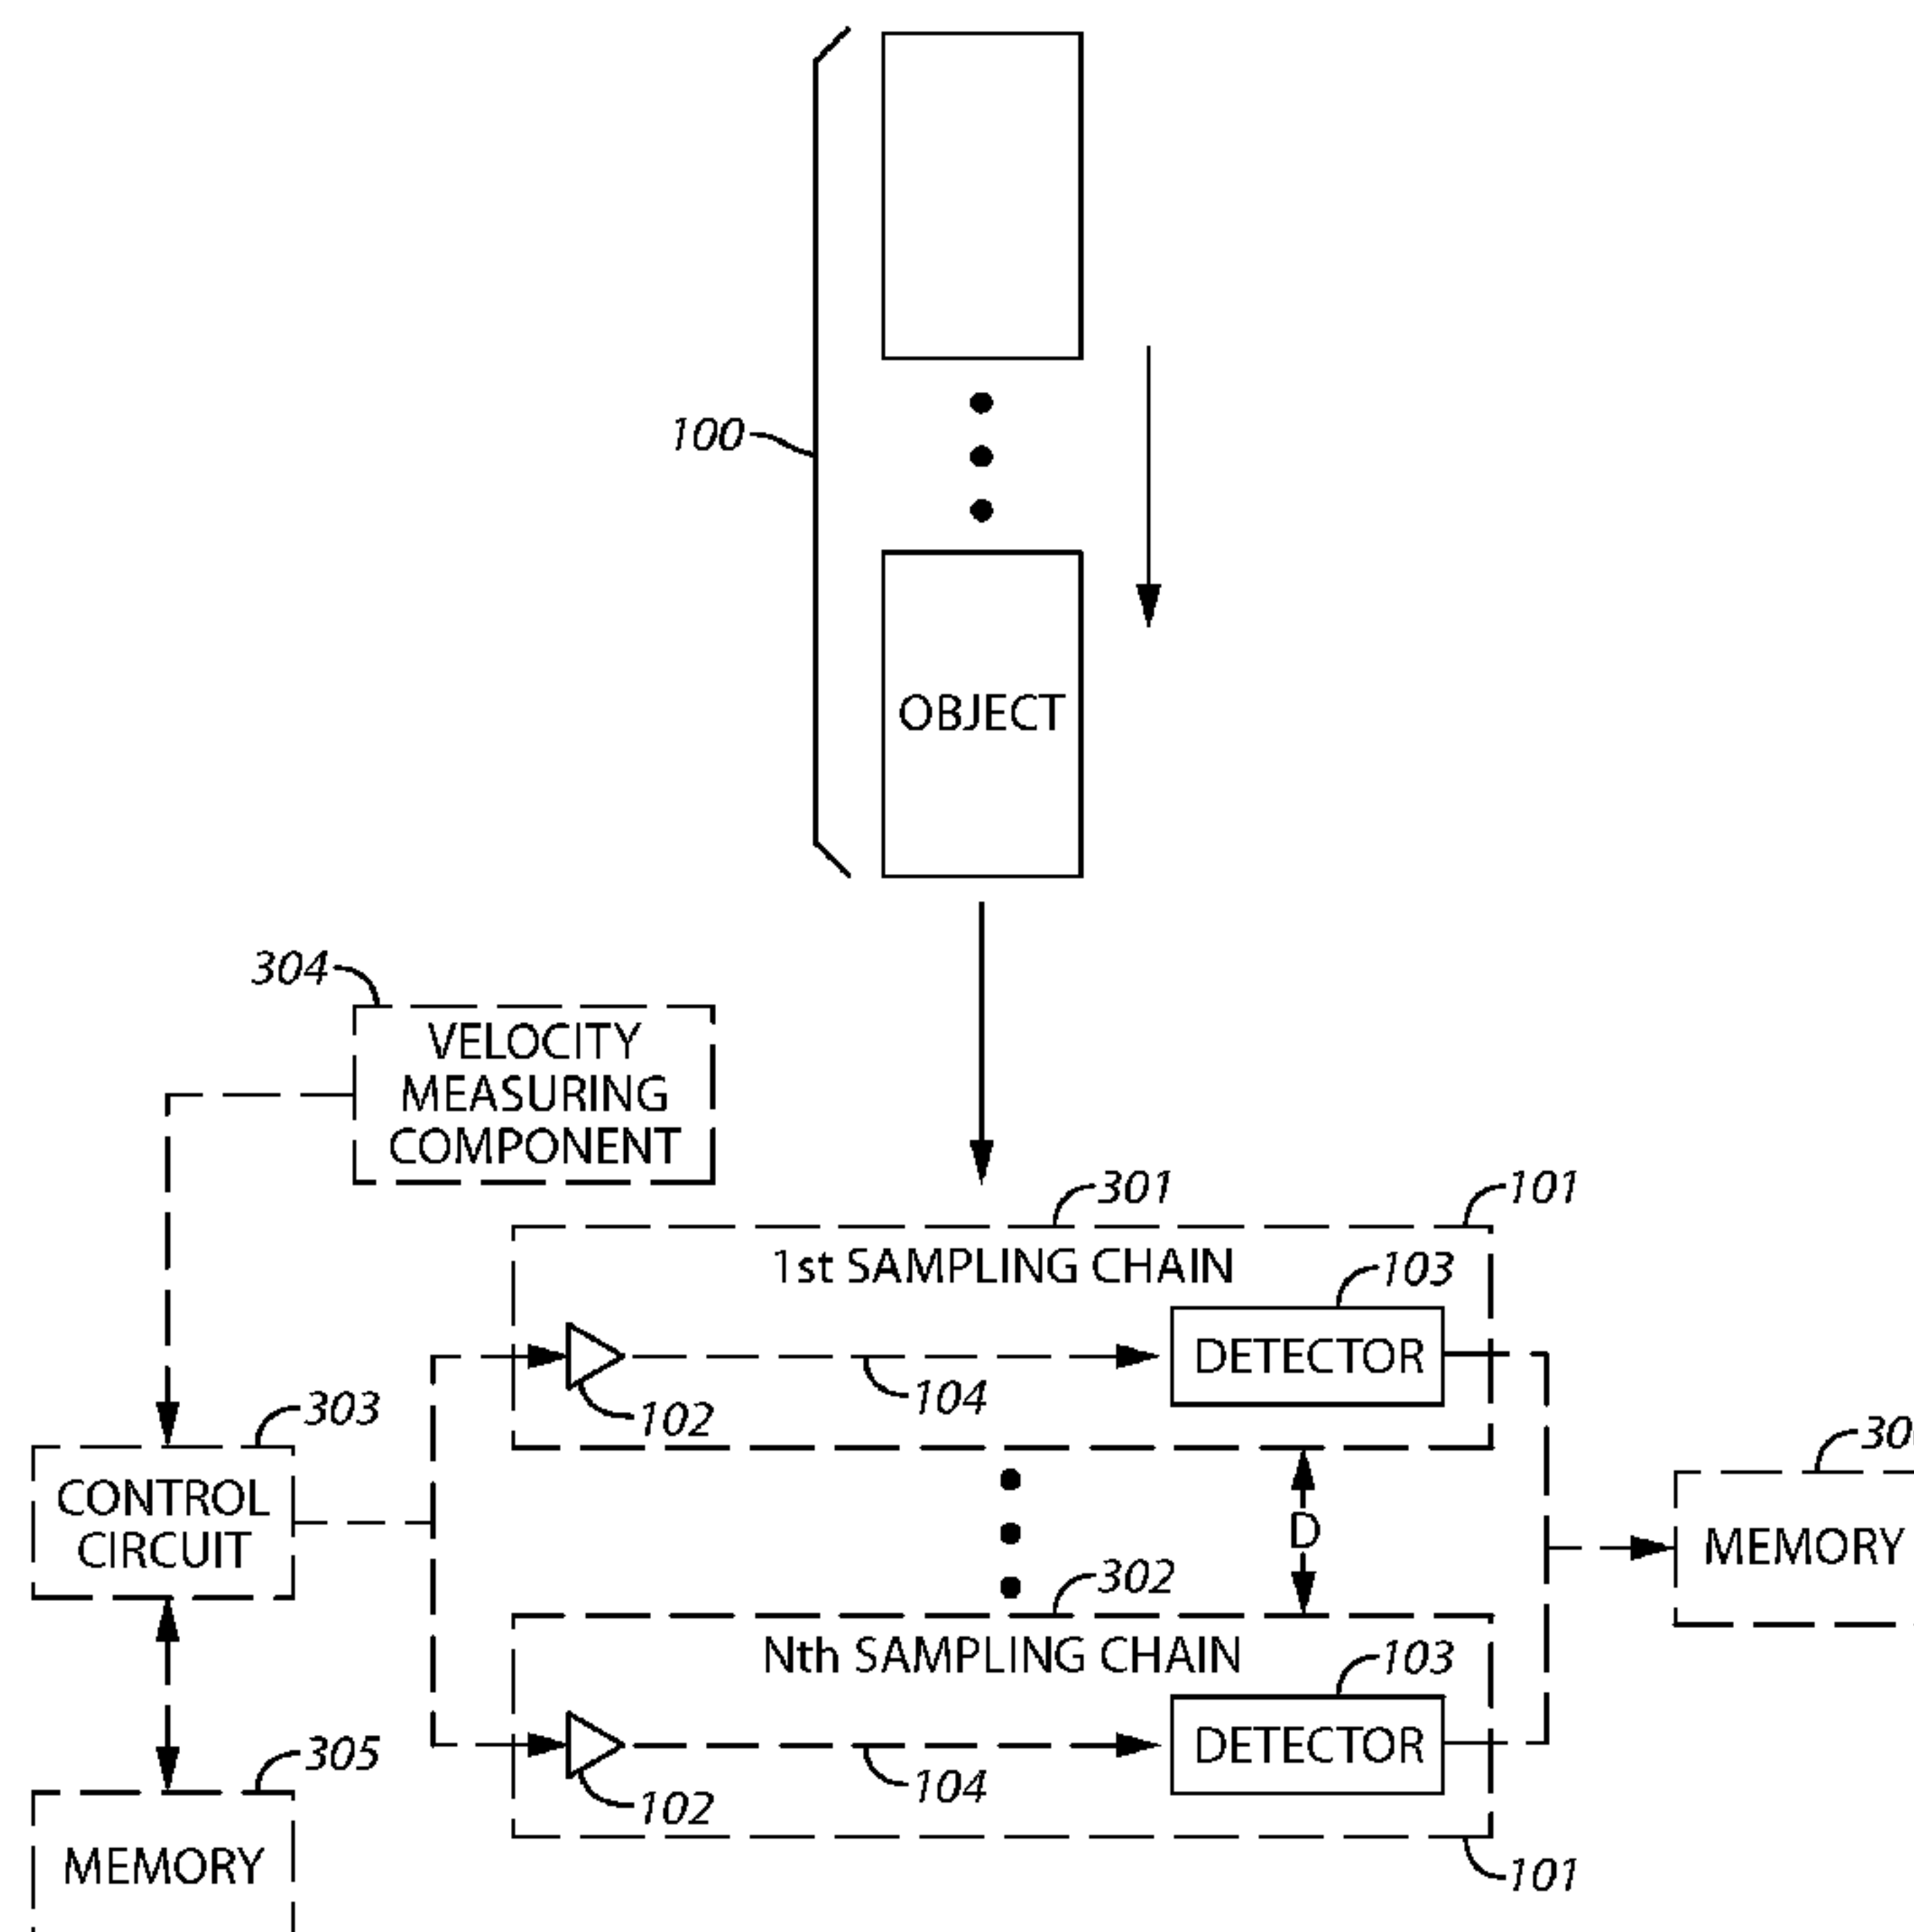 100
OBJECT
304
VELOCITY
MEASURING
COMPONENT
301
101
1st SAMPLING CHAIN
103
DETECTOR
104
102
303
CONTROL
CIRCUIT
D
MEMORY
302
Nth SAMPLING CHAIN
103
DETECTOR
104
102
305
MEMORY
101